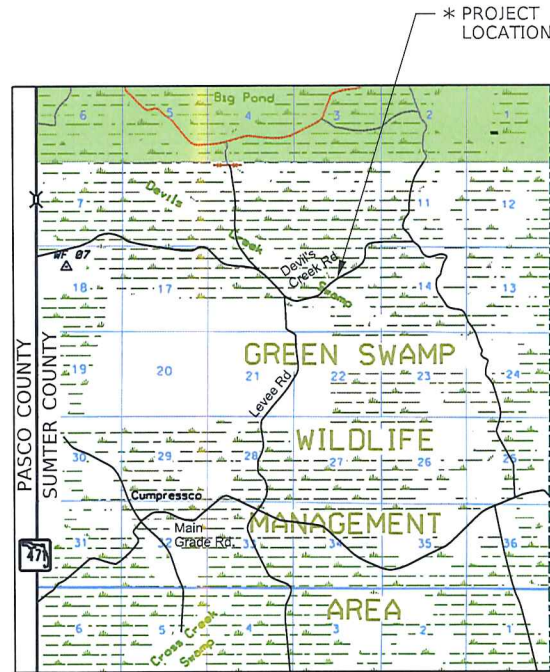 * PROJECT
LOCATION
Big Pond
6 5 4 3 2 1
Devils
7 11 12
Creek
WF 07
Devil's
Creek Rd
18 17 14 13
Swamp
GREEN SWAMP
19 20 21 22 23 24
Levee Rd
PASCO COUNTY
SUMTER COUNTY
WILDLIFE
30 29 28 27 26 25
Cumpressco
Main
Grade Rd.
MANAGEMENT
31 32 33 34 35 36
471
AREA
6 5 4 3 2 1
Cross Creek
Swamp